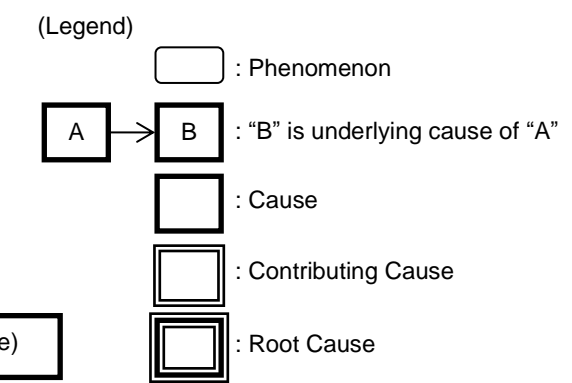 (Legend)
: Phenomenon
A B : “B” is underlying cause of “A”
: Cause
: Contributing Cause
e)
: Root Cause